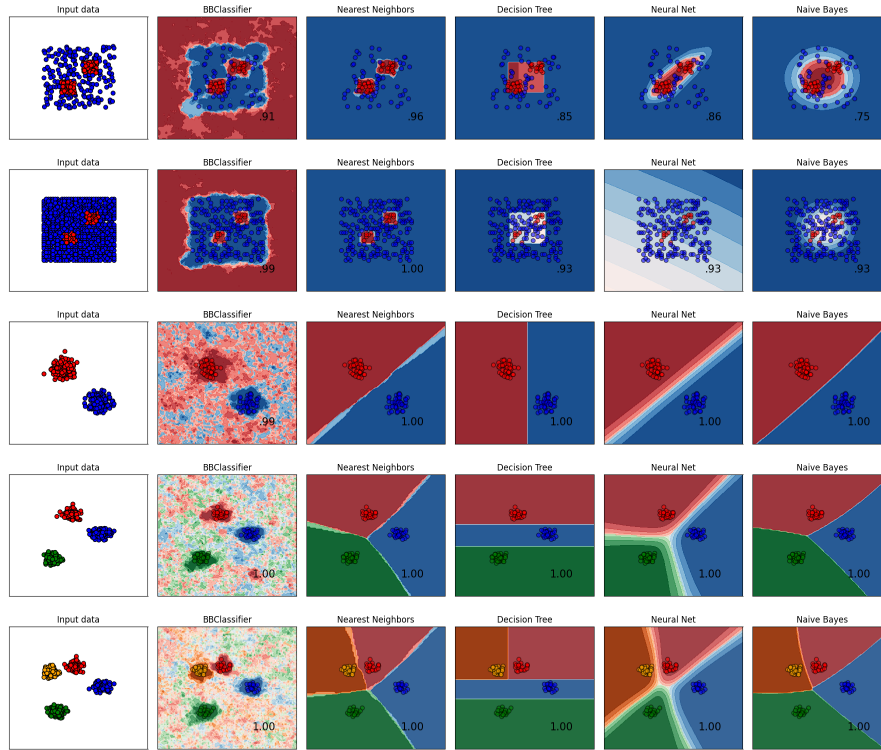 Input data
BBClassifier
Nearest Neighbors
Decision Tree
Neural Net
Naive Bayes
.91
.96
.85
.86
.75
Input data
BBClassifier
Nearest Neighbors
Decision Tree
Neural Net
Naive Bayes
.99
1.00
.93
.93
.93
Input data
BBClassifier
Nearest Neighbors
Decision Tree
Neural Net
Naive Bayes
.99
1.00
1.00
1.00
1.00
Input data
BBClassifier
Nearest Neighbors
Decision Tree
Neural Net
Naive Bayes
1.00
1.00
1.00
1.00
1.00
Input data
BBClassifier
Nearest Neighbors
Decision Tree
Neural Net
Naive Bayes
1.00
1.00
1.00
1.00
1.00